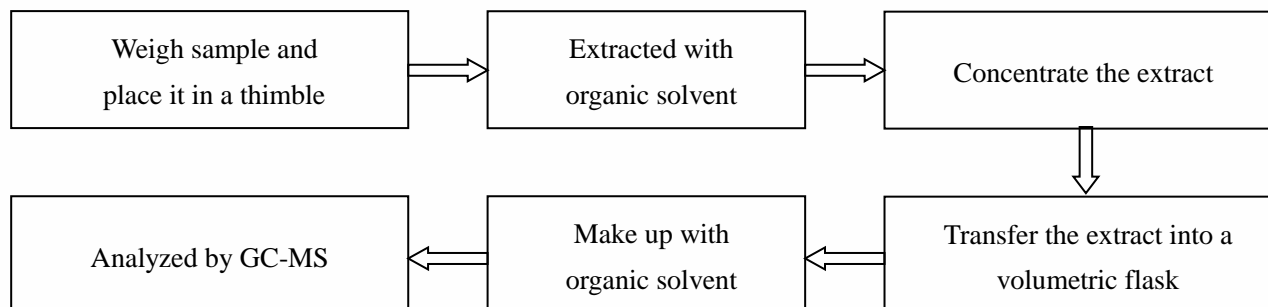 Weigh sample and
place it in a thimble
Extracted with
organic solvent
Concentrate the extract
Transfer the extract into a
volumetric flask
Make up with
organic solvent
Analyzed by GC-MS